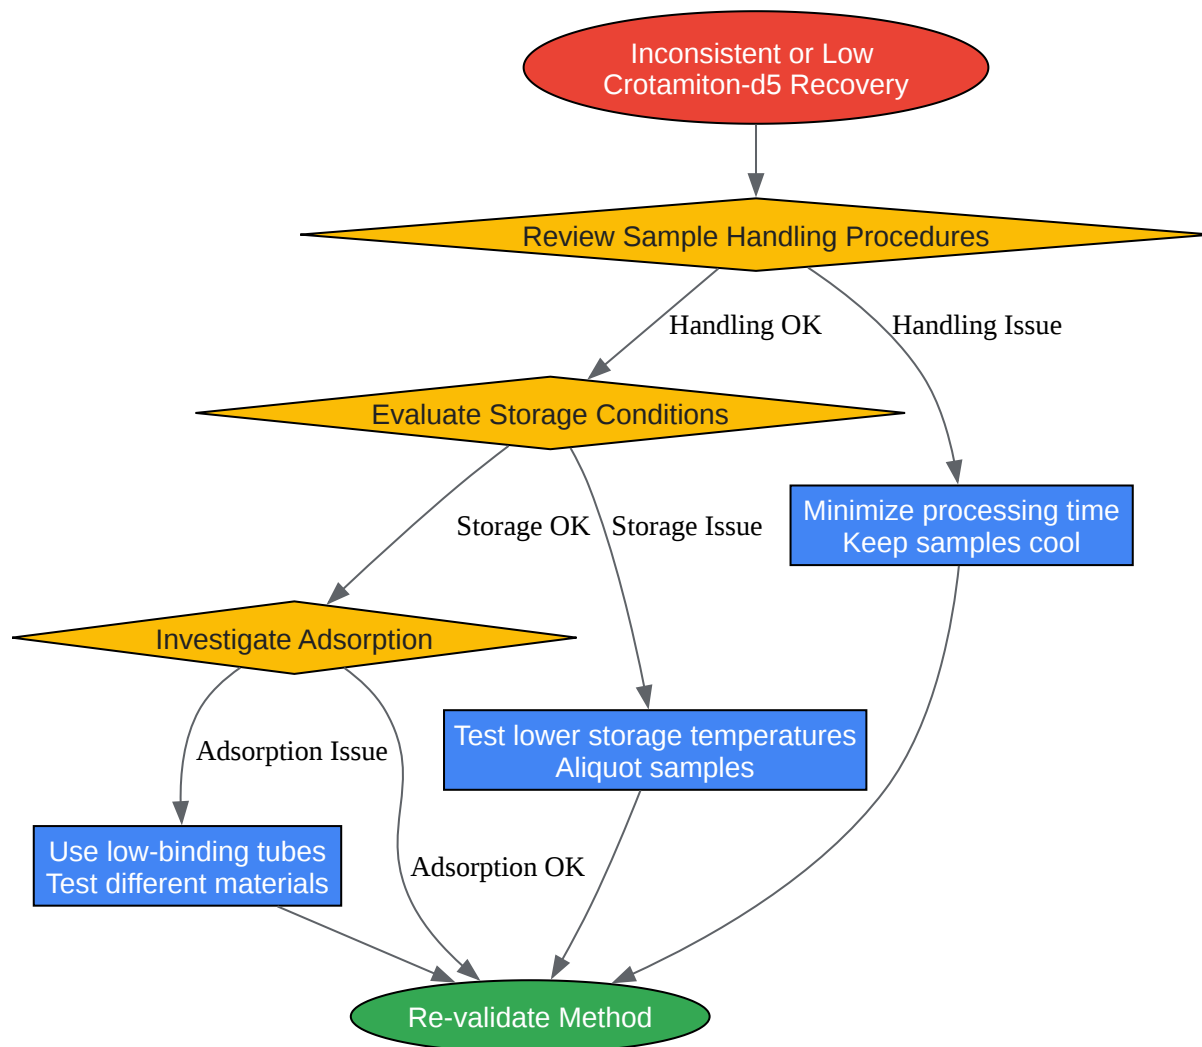 Inconsistent or Low
Crotamiton-d5 Recovery
Review Sample Handling Procedures
Handling OK
Handling Issue
Evaluate Storage Conditions
Minimize processing time
Keep samples cool
Storage OK
Storage Issue
Investigate Adsorption
Test lower storage temperatures
Aliquot samples
Adsorption Issue
Use low-binding tubes
Test different materials
Adsorption OK
Re-validate Method